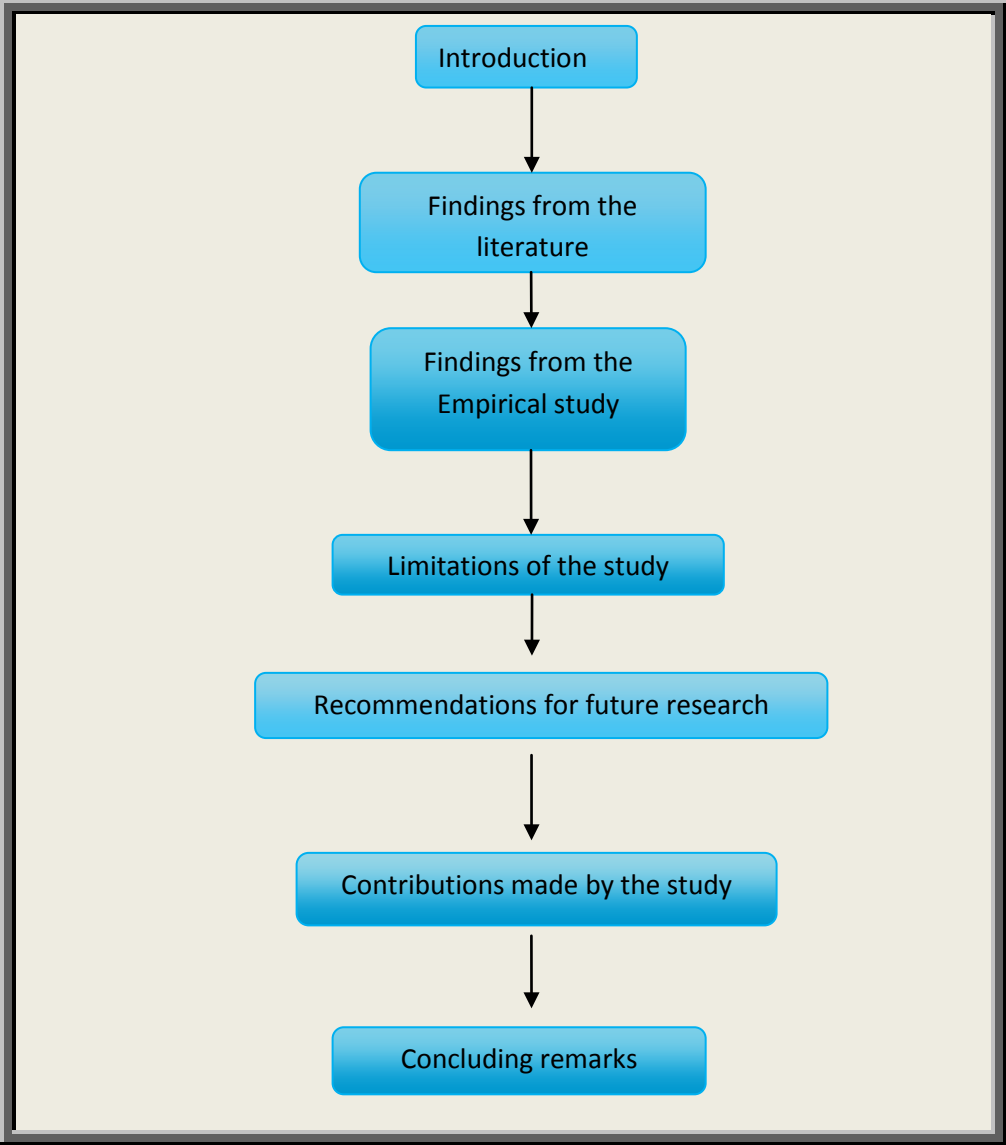 Introduction
Findings from the
literature
Findings from the
Empirical study
Limitations of the study
Recommendations for future research
Contributions made by the study
Concluding remarks